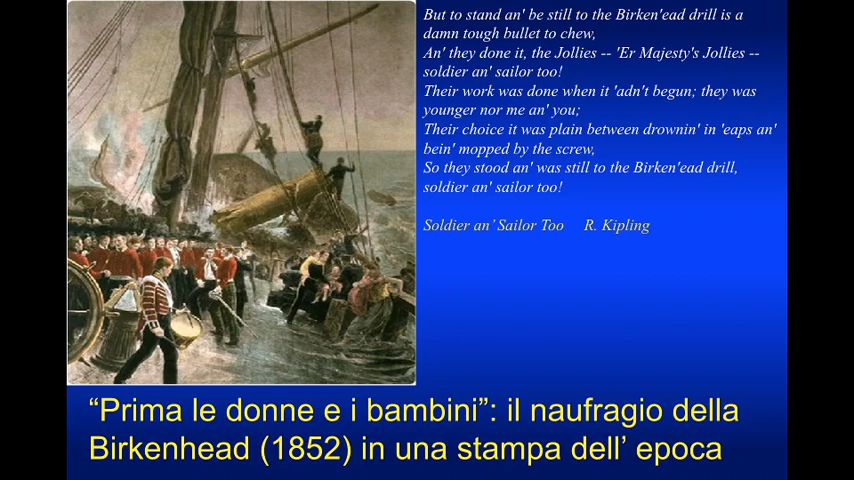 But to stand an' be still to the Birken'ead drill is a
damn tough bullet to chew,
An' they done it, the Jollies -- 'Er Majesty's Jollies --
soldier an' sailor too!
Their work was done when it 'adn't begun; they was
younger nor me an' you;
Their choice it was plain between drownin' in 'eaps an'
bein' mopped by the screw,
So they stood an' was still to the Birken'ead drill,
soldier an' sailor too!
Soldier an' Sailor Too R. Kipling
“Prima le donne e i bambini”: il naufragio della
Birkenhead (1852) in una stampa dell’ epoca